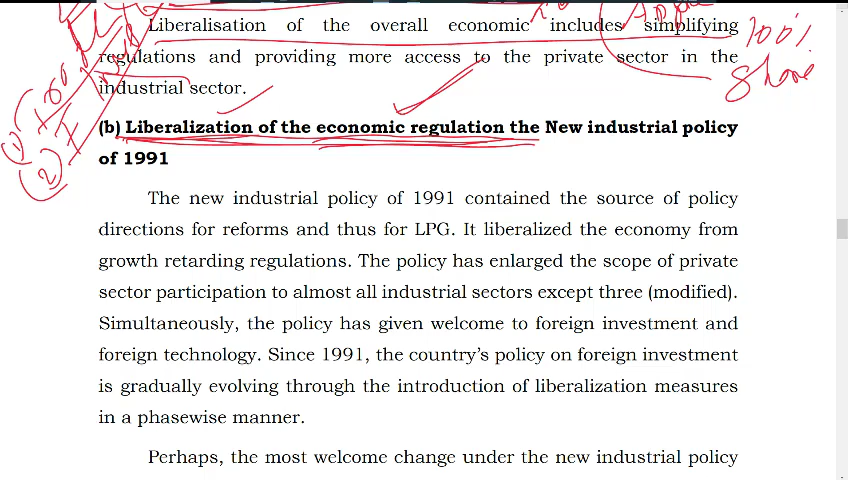 Liberalisation of the overall economic includes simplifying
regulations and providing more access to the private sector in the
industrial sector.
100%
Share
(b) Liberalization of the economic regulation the New industrial policy
of 1991
1
2
The new industrial policy of 1991 contained the source of policy
directions for reforms and thus for LPG. It liberalized the economy from
growth retarding regulations. The policy has enlarged the scope of private
sector participation to almost all industrial sectors except three (modified).
Simultaneously, the policy has given welcome to foreign investment and
foreign technology. Since 1991, the country's policy on foreign investment
is gradually evolving through the introduction of liberalization measures
in a phasewise manner.
Perhaps, the most welcome change under the new industrial policy